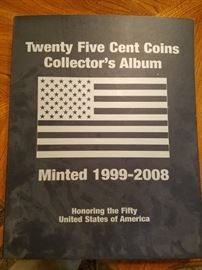 Twenty Five Cent Coins
Collector's Album
Minted 1999-2008
Honoring the Fifty
United States of America